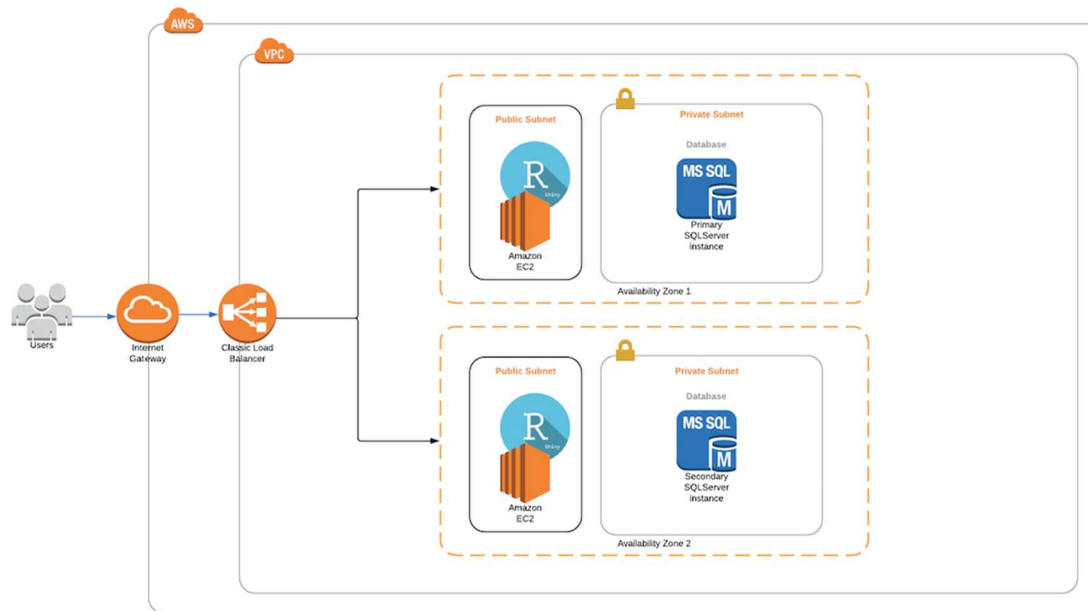 AWS
VPC
Public Subnet
R
Shiny
Amazon
EC2
Private Subnet
Database
MS SQL
M
Primary
SQLServer
instance
Availability Zone 1
Users
Internet
Gateway
Classic Load
Balancer
Public Subnet
R
Shiny
Amazon
EC2
Private Subnet
Database
MS SQL
M
Secondary
SQLServer
instance
Availability Zone 2